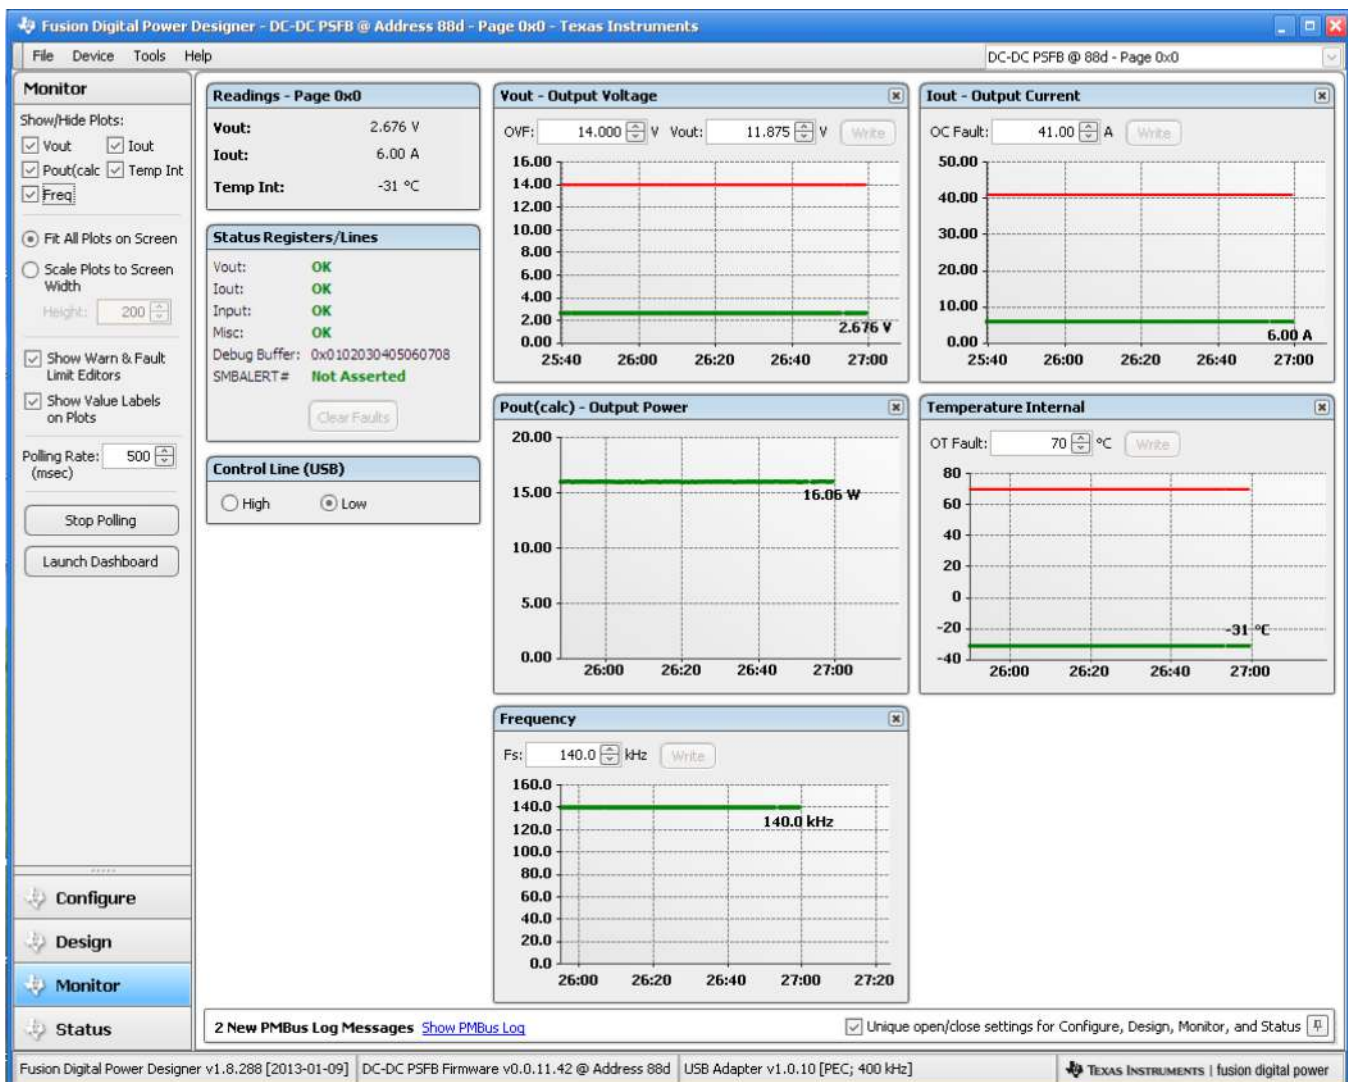 Fusion Digital Power Designer - DC-DC PSFB @ Address 88d - Page 0x0 - Texas Instruments
File Device Tools Help
DC-DC PSFB @ 88d - Page 0x0
Monitor
Show/Hide Plots:
Vout Iout
Pout(calc Temp Int
Freq
Fit All Plots on Screen
Scale Plots to Screen
Width
Height: 200
Show Warn & Fault
Limit Editors
Show Value Labels
on Plots
Polling Rate: 500
(msec)
Stop Polling
Launch Dashboard
Configure
Design
Monitor
Status
Readings - Page 0x0
Vout: 2.676 V
Iout: 6.00 A
Temp Int: -31 °C
Status Registers/Lines
Vout: OK
Iout: OK
Input: OK
Misc: OK
Debug Buffer: 0x0102030405060708
SMBALERT# Not Asserted
Clear Faults
Control Line (USB)
High Low
Vout - Output Voltage
OVF: 14.000 V Vout: 11.875 V Write
16.00
14.00
12.00
10.00
8.00
6.00
4.00
2.00
0.00
2.676 V
25:40 26:00 26:20 26:40 27:00
Iout - Output Current
OC Fault: 41.00 A Write
50.00
40.00
30.00
20.00
10.00
0.00
6.00 A
25:40 26:00 26:20 26:40 27:00
Pout(calc) - Output Power
20.00
15.00
10.00
5.00
0.00
16.06 W
26:00 26:20 26:40 27:00
Temperature Internal
OT Fault: 70 °C Write
80
60
40
20
0
-20
-40
-31 °C
26:00 26:20 26:40 27:00
Frequency
Fs: 140.0 kHz Write
160.0
140.0
120.0
100.0
80.0
60.0
40.0
20.0
0.0
140.0 kHz
26:00 26:20 26:40 27:00 27:20
2 New PMBus Log Messages Show PMBus Log
Unique open/close settings for Configure, Design, Monitor, and Status
Fusion Digital Power Designer v1.8.288 [2013-01-09] DC-DC PSFB Firmware v0.0.11.42 @ Address 88d USB Adapter v1.0.10 [PEC; 400 kHz] TEXAS INSTRUMENTS | fusion digital power